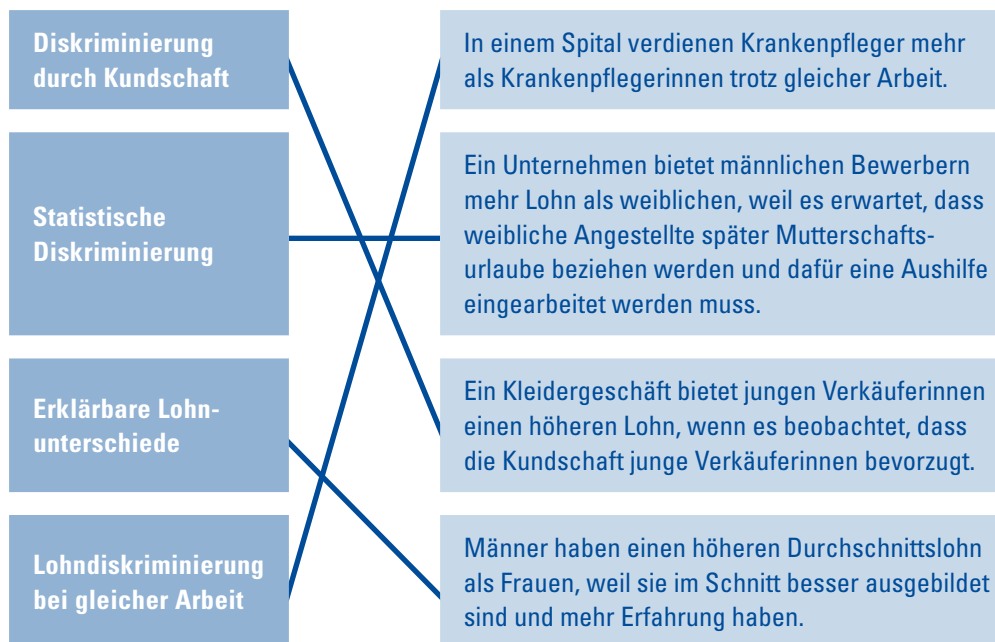 Diskriminierung
durch Kundschaft
In einem Spital verdienen Krankenpfleger mehr
als Krankenpflegerinnen trotz gleicher Arbeit.
Statistische
Diskriminierung
Ein Unternehmen bietet männlichen Bewerbern
mehr Lohn als weiblichen, weil es erwartet, dass
weibliche Angestellte später Mutterschafts-
urlaube beziehen werden und dafür eine Aushilfe
eingearbeitet werden muss.
Erklärbare Lohn-
unterschiede
Ein Kleidergeschäft bietet jungen Verkäuferinnen
einen höheren Lohn, wenn es beobachtet, dass
die Kundschaft junge Verkäuferinnen bevorzugt.
Lohndiskriminierung
bei gleicher Arbeit
Männer haben einen höheren Durchschnittslohn
als Frauen, weil sie im Schnitt besser ausgebildet
sind und mehr Erfahrung haben.